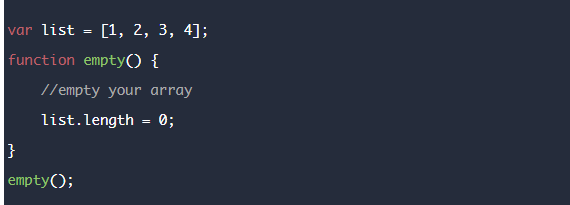 var list = [1, 2, 3, 4];
function empty() {
    //empty your array
    list.length = 0;
}
empty();